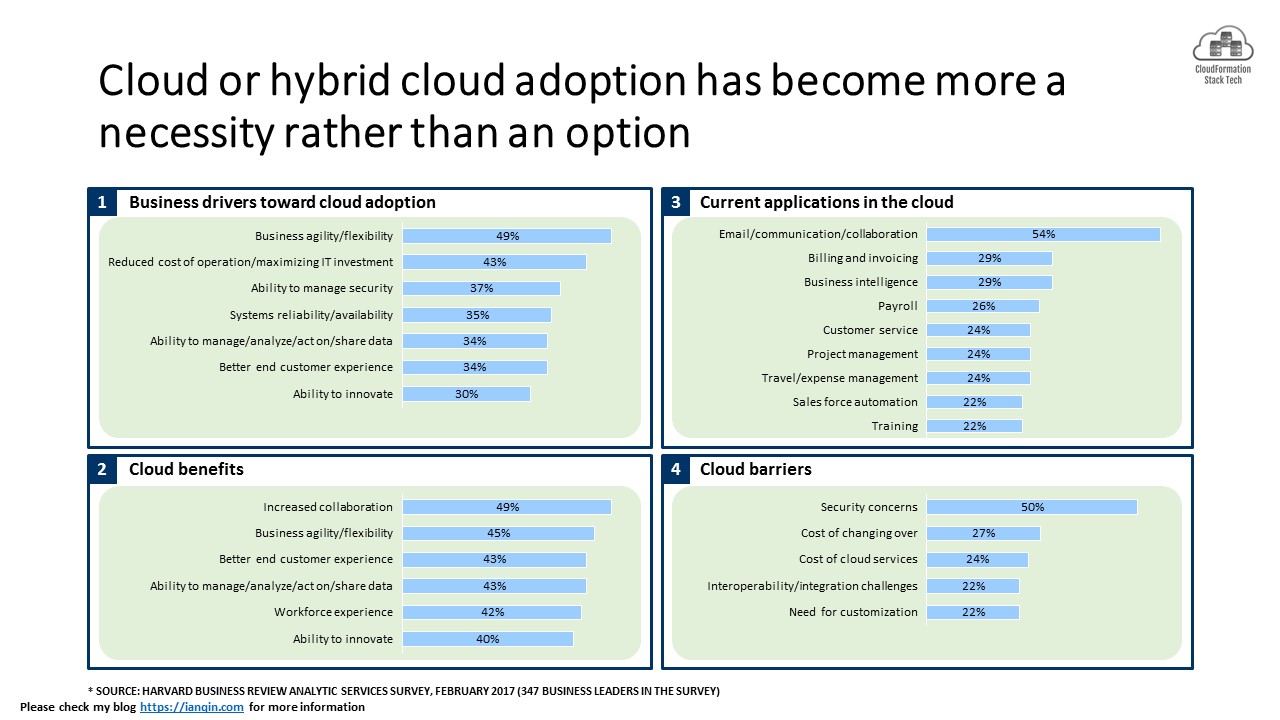 CloudFormation
Stack Tech
Cloud or hybrid cloud adoption has become more a
necessity rather than an option
1 Business drivers toward cloud adoption
Business agility/flexibility 49%
Reduced cost of operation/maximizing IT investment 43%
Ability to manage security 37%
Systems reliability/availability 35%
Ability to manage/analyze/act on/share data 34%
Better end customer experience 34%
Ability to innovate 30%
2 Cloud benefits
Increased collaboration 49%
Business agility/flexibility 45%
Better end customer experience 43%
Ability to manage/analyze/act on/share data 43%
Workforce experience 42%
Ability to innovate 40%
3 Current applications in the cloud
Email/communication/collaboration 54%
Billing and invoicing 29%
Business intelligence 29%
Payroll 26%
Customer service 24%
Project management 24%
Travel/expense management 24%
Sales force automation 22%
Training 22%
4 Cloud barriers
Security concerns 50%
Cost of changing over 27%
Cost of cloud services 24%
Interoperability/integration challenges 22%
Need for customization 22%
* SOURCE: HARVARD BUSINESS REVIEW ANALYTIC SERVICES SURVEY, FEBRUARY 2017 (347 BUSINESS LEADERS IN THE SURVEY)
Please check my blog https://ianqin.com for more information